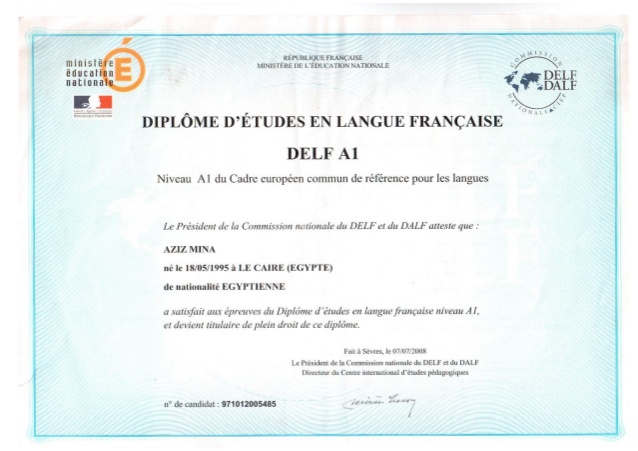 ministère
éducation
nationale
RÉPUBLIQUE FRANÇAISE
MINISTÈRE DE L'ÉDUCATION NATIONALE
COMMISSION
DELF
DALF
NATIONALE
DIPLÔME D'ÉTUDES EN LANGUE FRANÇAISE
DELF A1
Niveau A1 du Cadre européen commun de référence pour les langues
Le Président de la Commission nationale du DELF et du DALF atteste que :
AZIZ MINA
né le 18/05/1995 à LE CAIRE (EGYPTE)
de nationalité EGYPTIENNE
a satisfait aux épreuves du Diplôme d'études en langue française niveau A1,
et devient titulaire de plein droit de ce diplôme.
Fait à Sèvres, le 07/07/2008
Le Président de la Commission nationale du DELF et du DALF
Directeur du Centre international d'études pédagogiques
n° de candidat : 971012005485